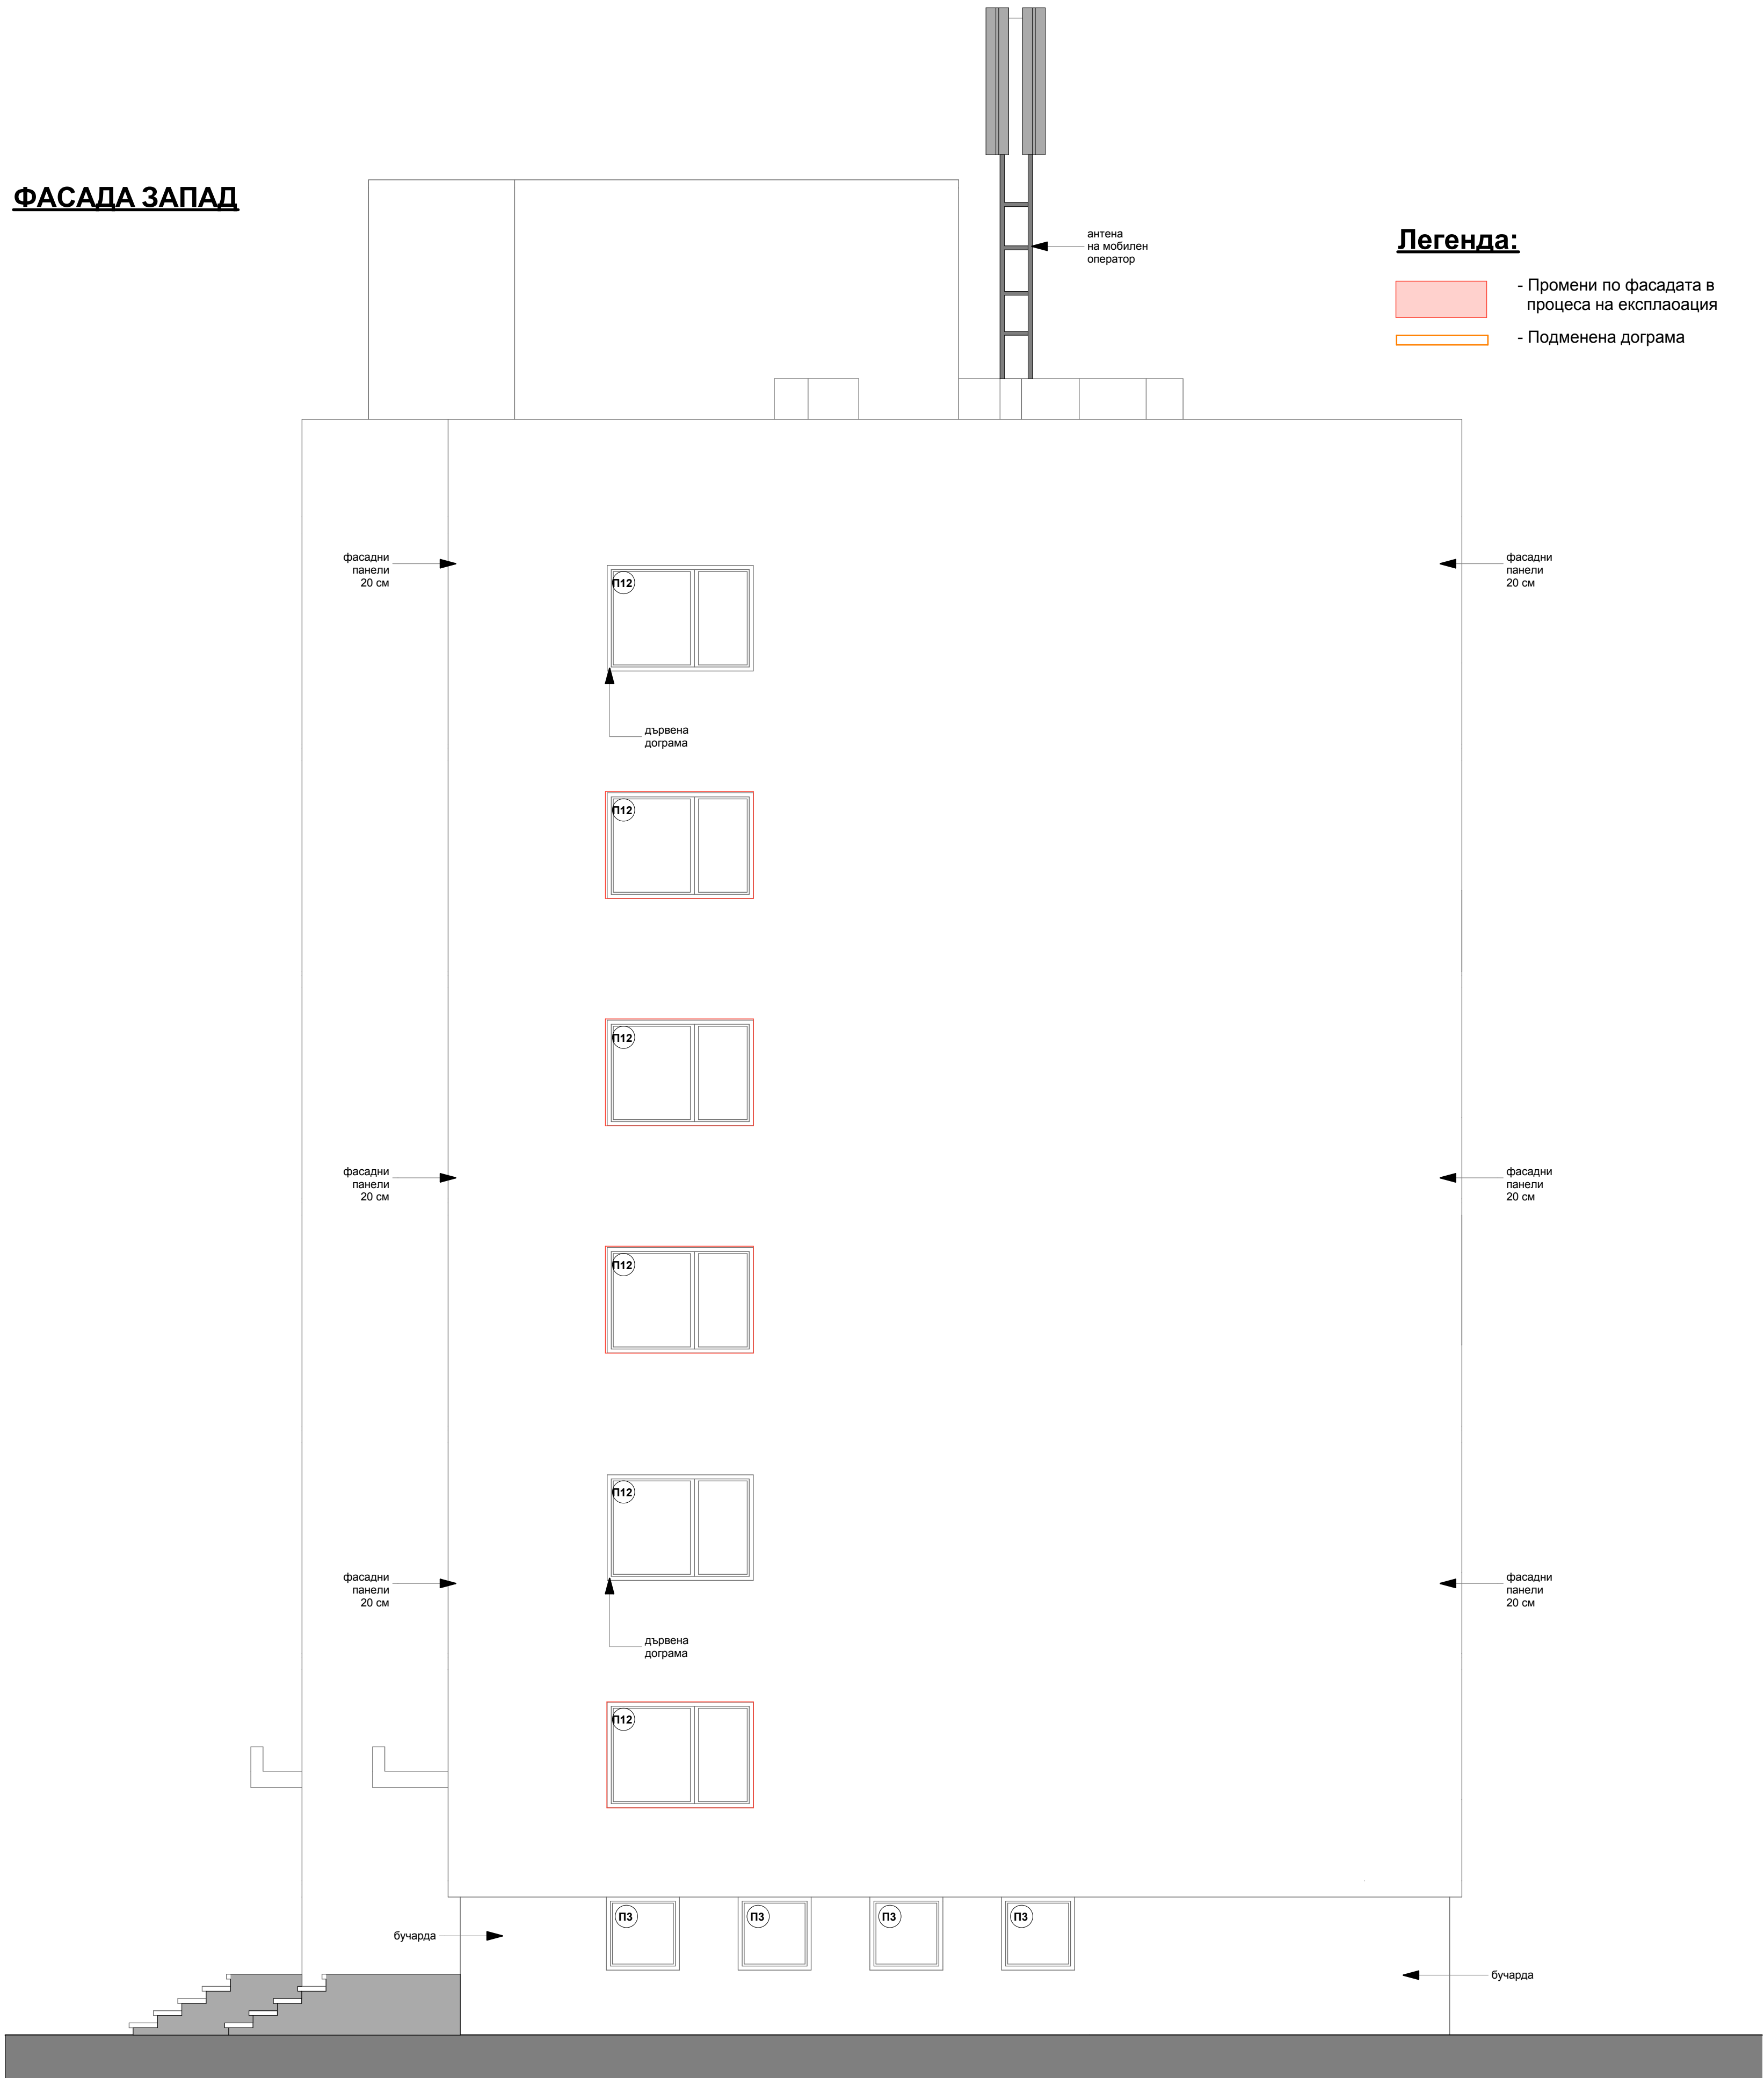 ФАСАДА ЗАПАД
антена
на мобилен
оператор
Легенда:
- Промени по фасадата в
процеса на експлаоация
- Подменена дограма
фасадни
панели
20 см
фасадни
панели
20 см
П12
дървена
дограма
П12
П12
фасадни
панели
20 см
фасадни
панели
20 см
П12
П12
фасадни
панели
20 см
фасадни
панели
20 см
дървена
дограма
П12
П3
П3
П3
П3
бучарда
бучарда